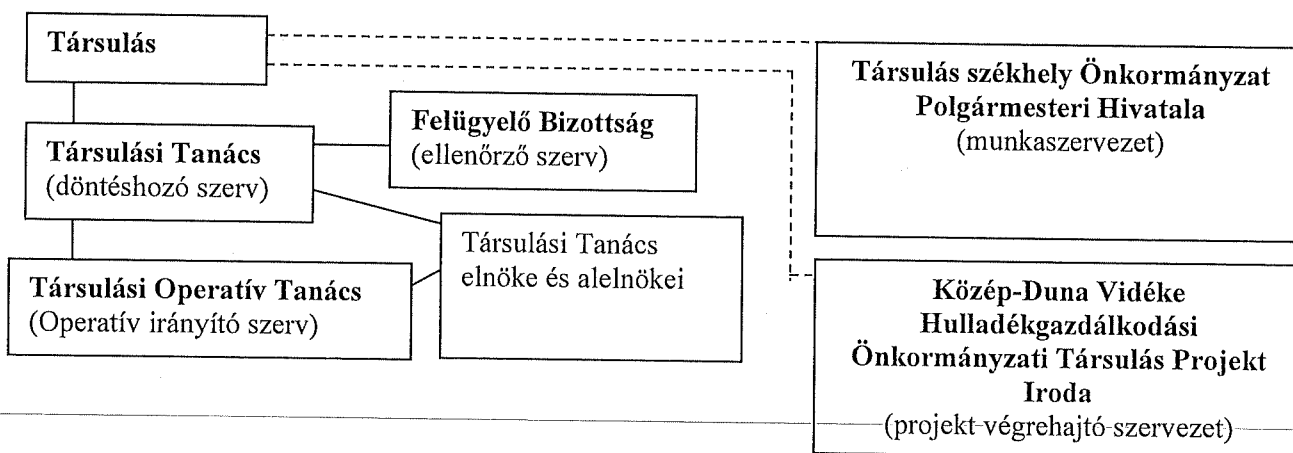 Társulás
Társulási Tanács
(döntéshozó szerv)
Felügyelő Bizottság
(ellenőrző szerv)
Társulási Tanács
elnöke és alelnökei
Társulási Operatív Tanács
(Operatív irányító szerv)
Társulás székhely Önkormányzat
Polgármesteri Hivatala
(munkaszervezet)
Közép-Duna Vidéke
Hulladékgazdálkodási
Önkormányzati Társulás Projekt
Iroda
(projekt végrehajtó szervezet)